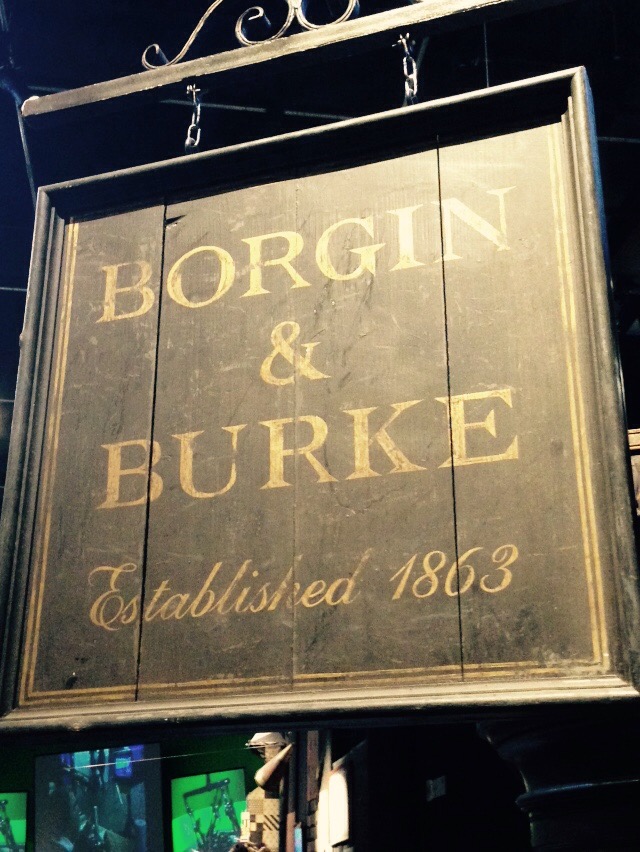 BORGIN
&
BURKE
Established 1863